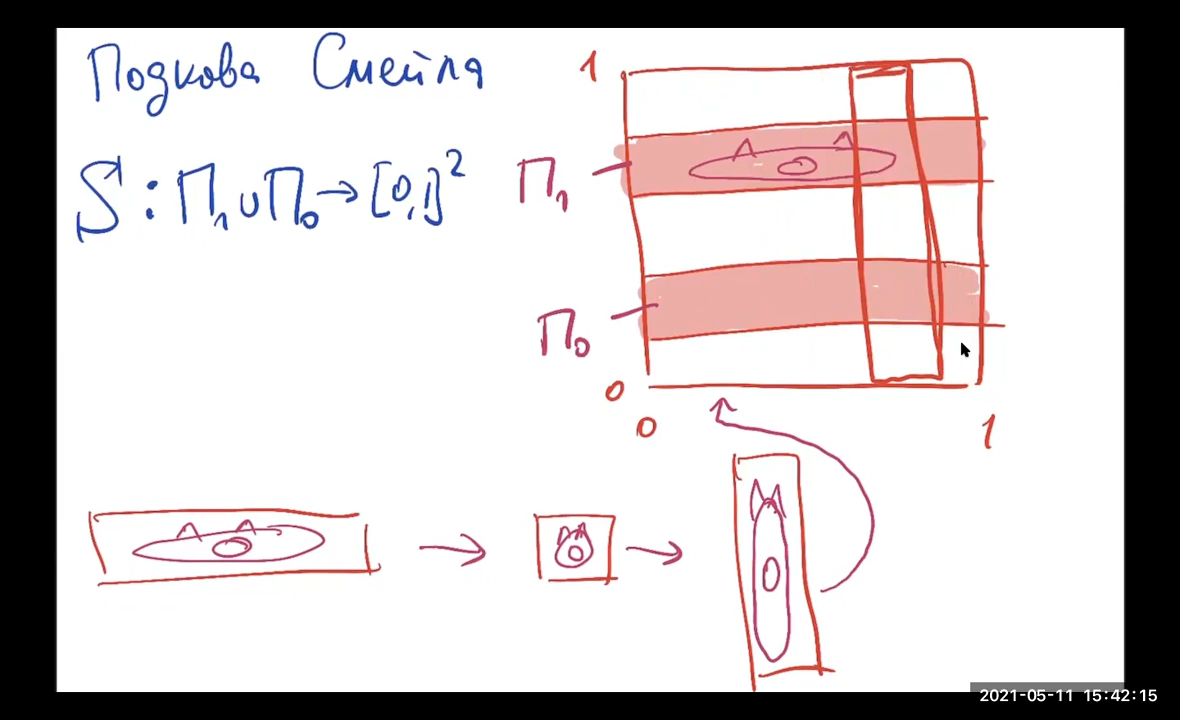 Подкова Смейла
S : П₁ ∪ П₀ → [0,1]²
1
П₁
П₀
0
0
1
2021-05-11 15:42:15